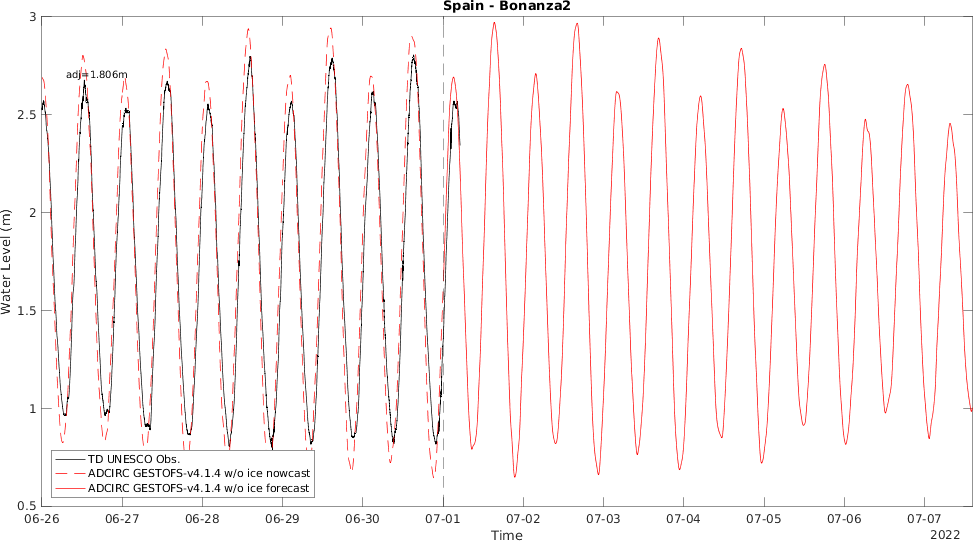 Spain - Bonanza2
3
adj=1.806m
2.5
2
Water Level (m)
1.5
1
TD UNESCO Obs.
ADCIRC GESTOFS-v4.1.4 w/o ice nowcast
ADCIRC GESTOFS-v4.1.4 w/o ice forecast
0.5
06-26 06-27 06-28 06-29 06-30 07-01 07-02 07-03 07-04 07-05 07-06 07-07
Time
2022